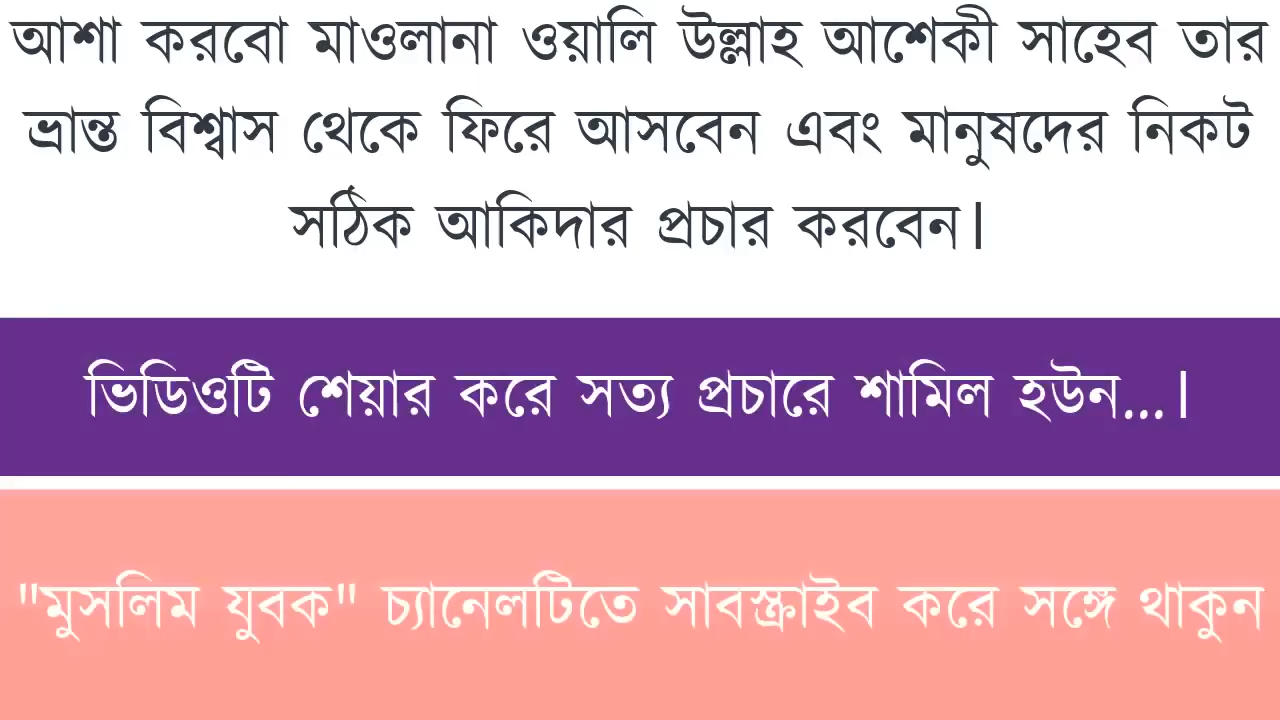 আশা করবো মাওলানা ওয়ালি উল্লাহ আশেকী সাহেব তার
ভ্রান্ত বিশ্বাস থেকে ফিরে আসবেন এবং মানুষদের নিকট
সঠিক আকিদার প্রচার করবেন।
ভিডিওটি শেয়ার করে সত্য প্রচারে শামিল হউন...।
"মুসলিম যুবক" চ্যানেলটিতে সাবস্ক্রাইব করে সঙ্গে থাকুন